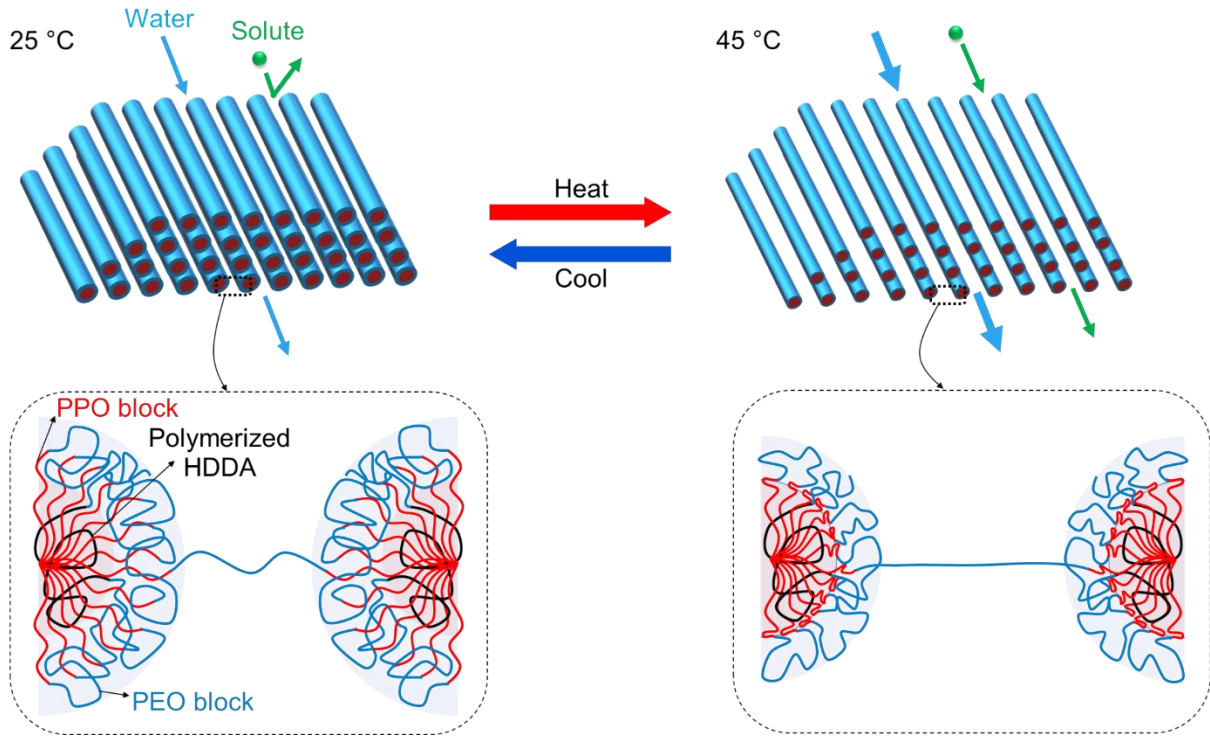 25 °C
Water
Solute
45 °C
Heat
Cool
PPO block
Polymerized
HDDA
PEO block